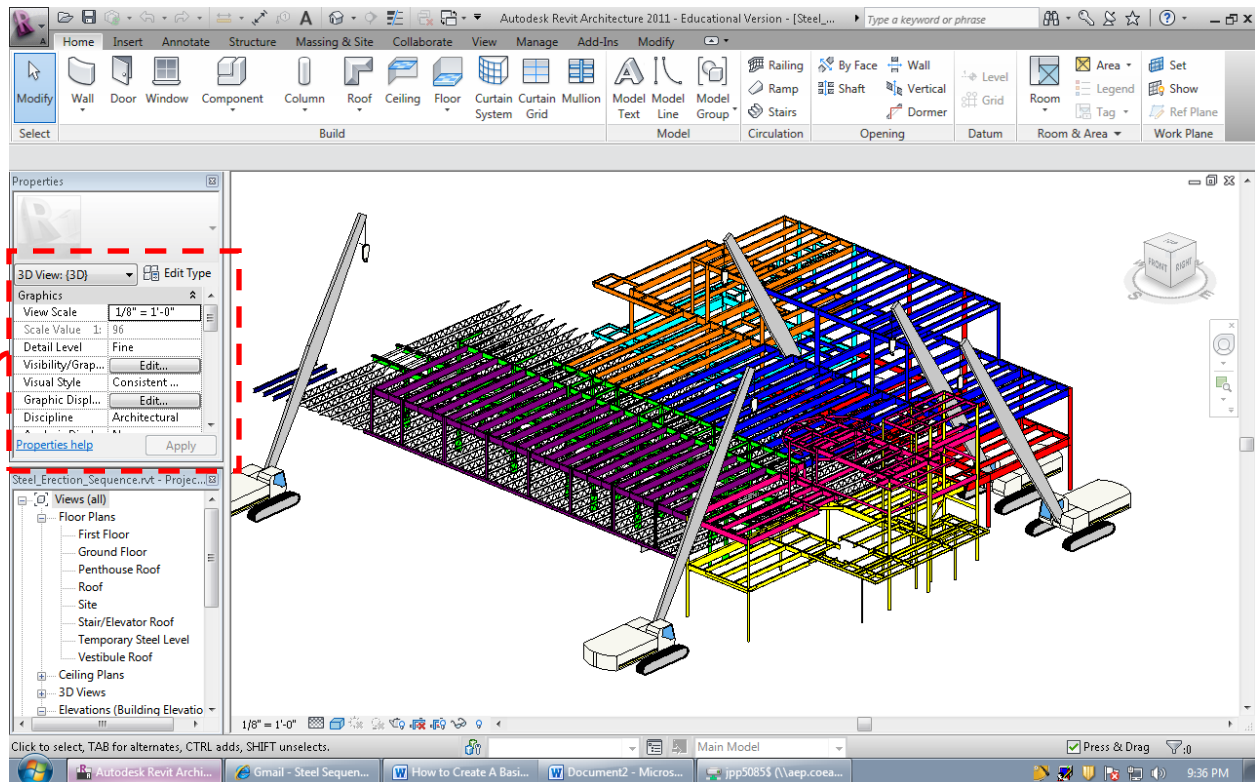 Autodesk Revit Architecture 2011 - Educational Version - [Steel_... Type a keyword or phrase
Home Insert Annotate Structure Massing & Site Collaborate View Manage Add-Ins Modify
Railing By Face Wall Level Area Set
Ramp Shaft Vertical Grid Legend Show
Modify Wall Door Window Component Column Roof Ceiling Floor Curtain System Curtain Grid Mullion Model Text Model Line Model Group Stairs Dormer Room Tag Ref Plane
Select Build Model Circulation Opening Datum Room & Area Work Plane
Properties
3D View: {3D} Edit Type
Graphics
View Scale 1/8" = 1'-0"
Scale Value 1: 96
Detail Level Fine
Visibility/Grap... Edit...
Visual Style Consistent ...
Graphic Displ... Edit...
Discipline Architectural
Properties help Apply
TOP
FRONT RIGHT
S E
Steel_Erection_Sequence.rvt - Projec...
Views (all)
Floor Plans
First Floor
Ground Floor
Penthouse Roof
Roof
Site
Stair/Elevator Roof
Temporary Steel Level
Vestibule Roof
Ceiling Plans
3D Views
Elevations (Building Elevatio
1/8" = 1'-0"
Click to select, TAB for alternates, CTRL adds, SHIFT unselects. Main Model Press & Drag :0
Autodesk Revit Archi... Gmail - Steel Sequen... How to Create A Basi... Document2 - Micros... jpp5085$ (\\aep.coea... 9:36 PM